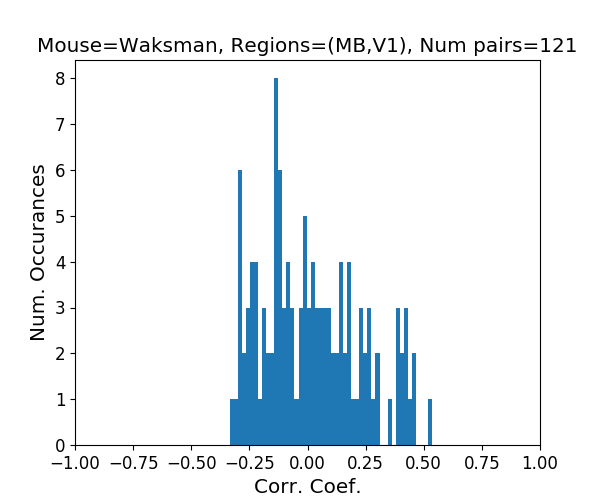 Mouse=Waksman, Regions=(MB,V1), Num pairs=121
8
7
6
5
4
3
2
1
0
Num. Occurances
−1.00 −0.75 −0.50 −0.25 0.00 0.25 0.50 0.75 1.00
Corr. Coef.